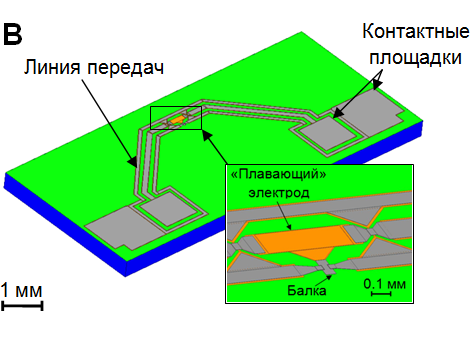 В
Контактные
площадки
Линия передач
«Плавающий»
электрод
Балка
0.1 мм
1 мм